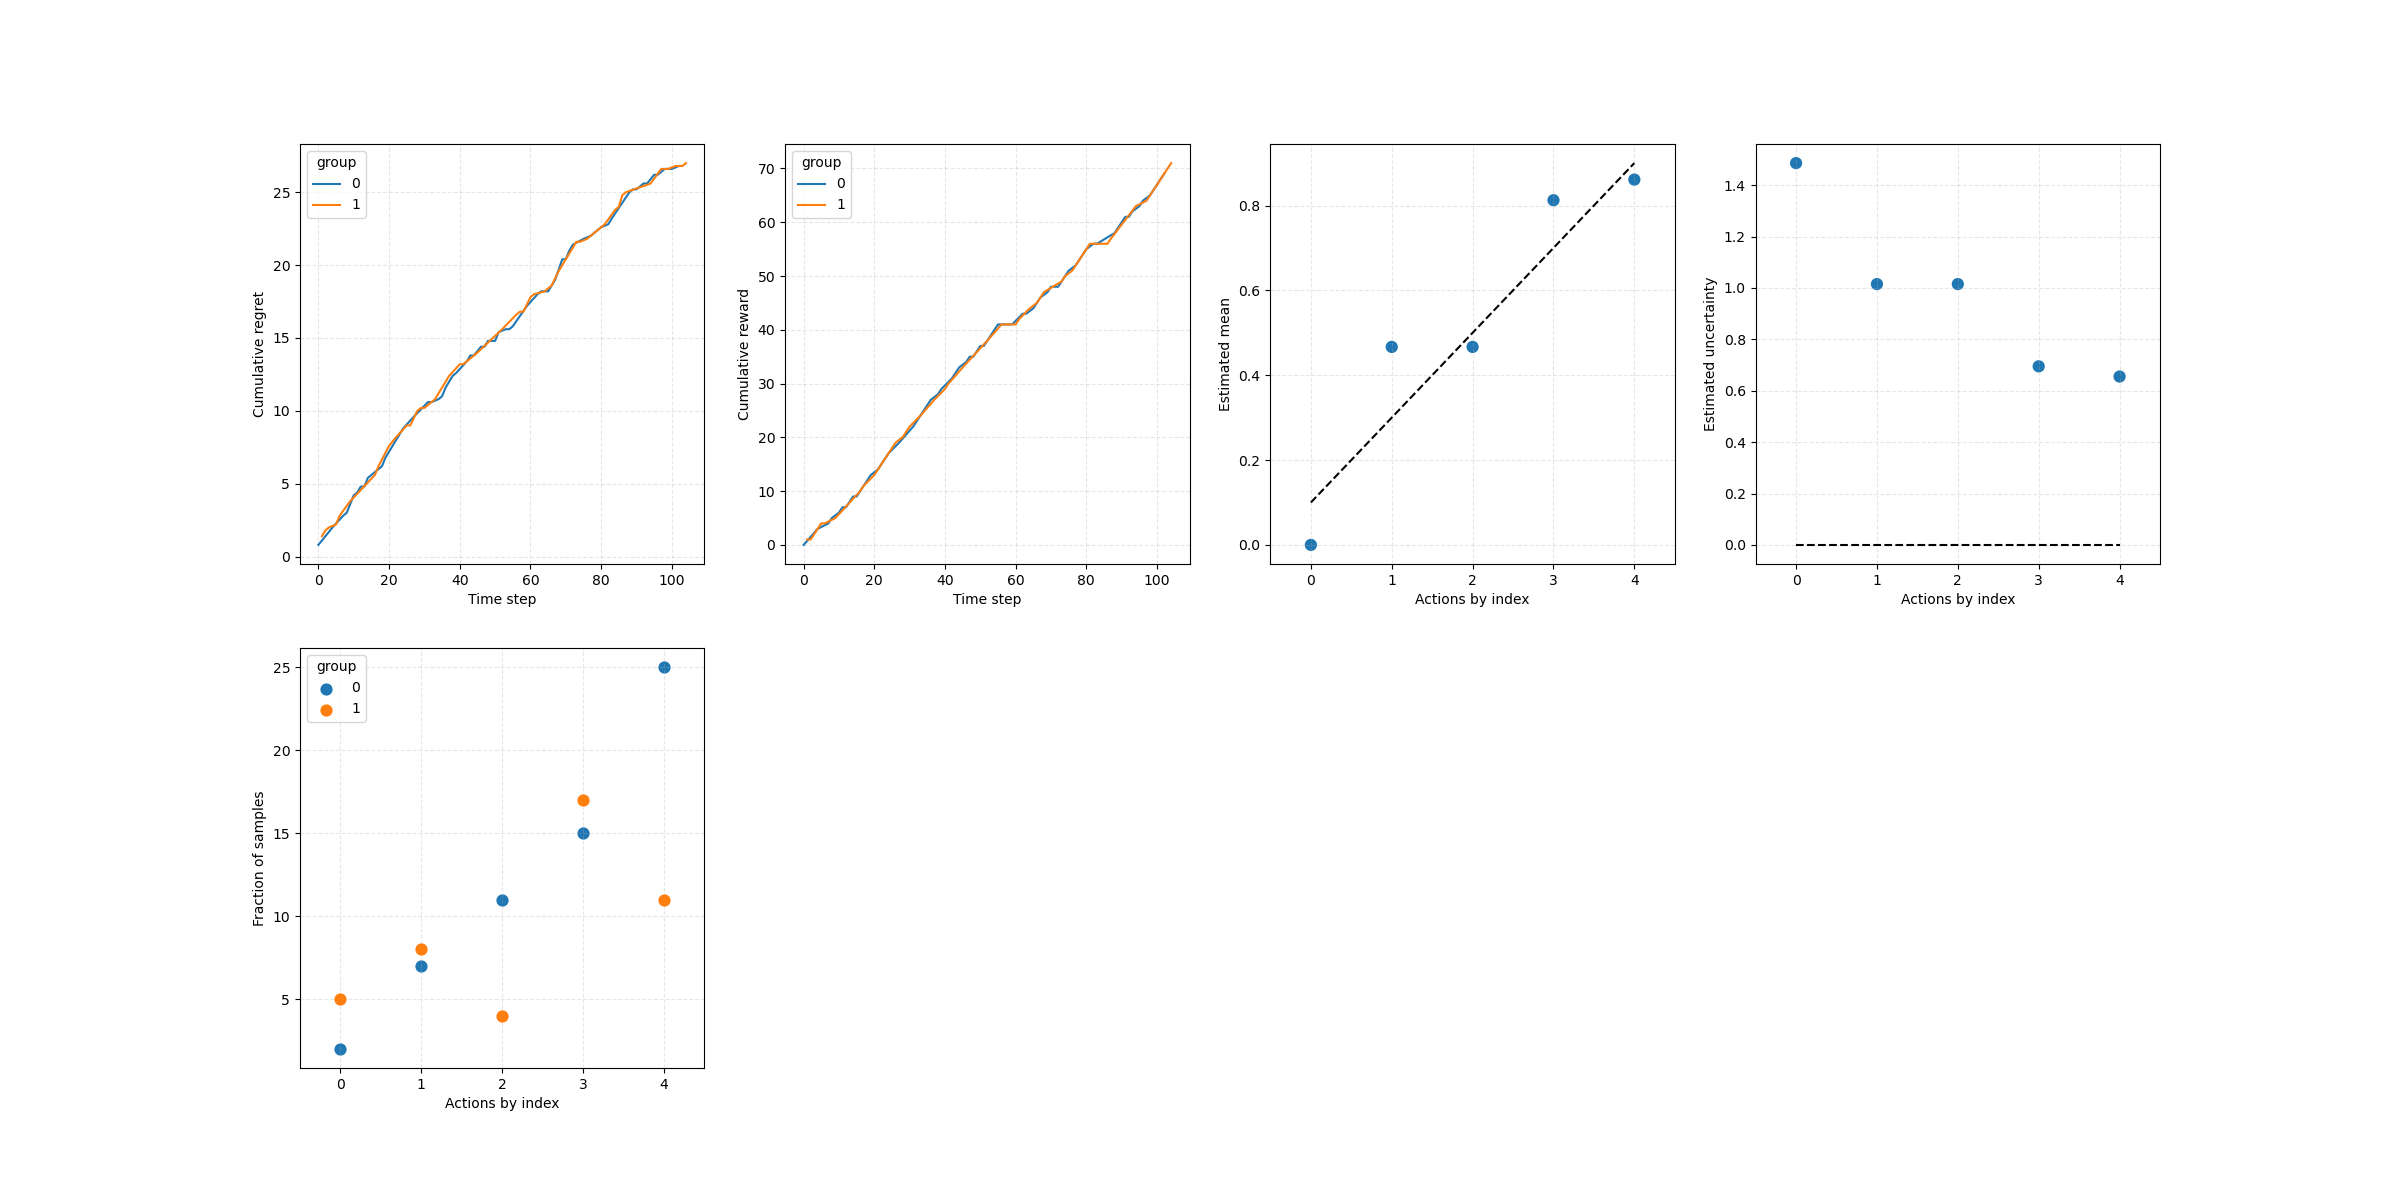 group
0
1
25
20
15
10
5
0
Cumulative regret
0 20 40 60 80 100
Time step
group
0
1
70
60
50
40
30
20
10
0
Cumulative reward
0 20 40 60 80 100
Time step
0.8
0.6
0.4
0.2
0.0
Estimated mean
0 1 2 3 4
Actions by index
1.4
1.2
1.0
0.8
0.6
0.4
0.2
0.0
Estimated uncertainty
0 1 2 3 4
Actions by index
group
0
1
25
20
15
10
5
Fraction of samples
0 1 2 3 4
Actions by index